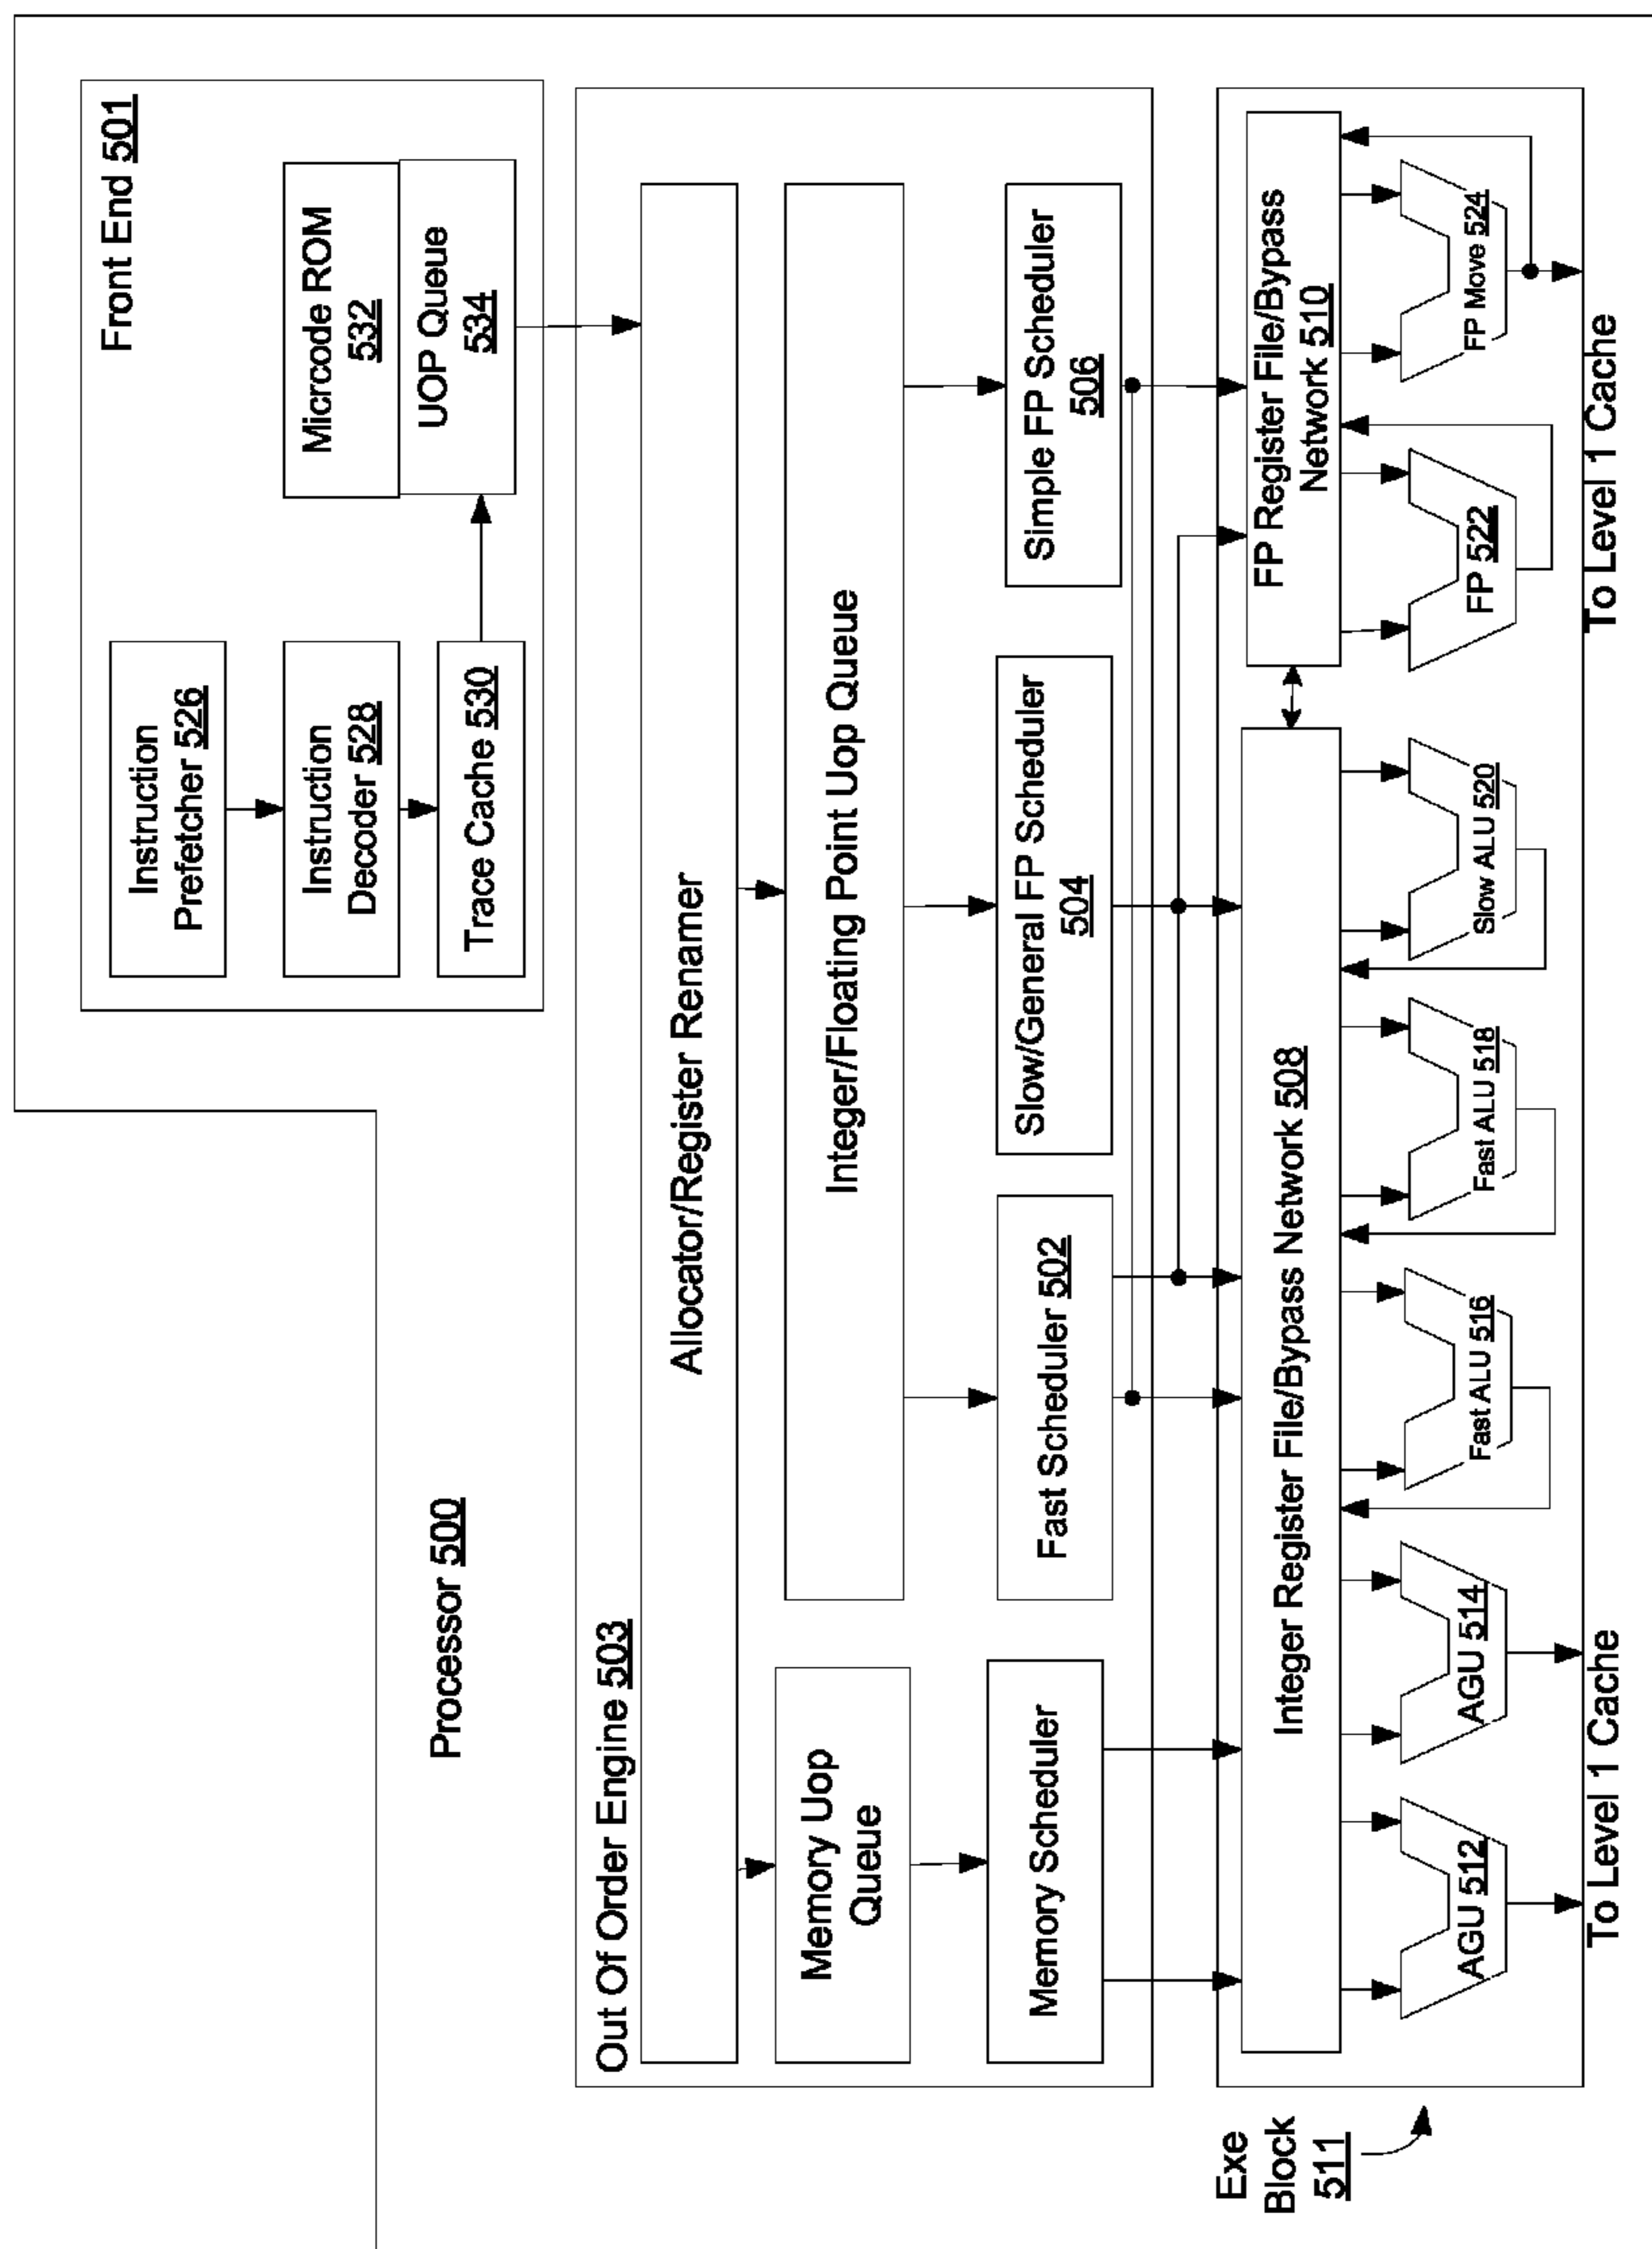 Processor 500
Front End 501
Instruction
Prefetcher 526
Instruction
Decoder 528
Trace Cache 530
Microcode ROM
532
UOP Queue
534
Out Of Order Engine 503
Allocator/Register Renamer
Memory Uop
Queue
Integer/Floating Point Uop Queue
Memory Scheduler
Fast Scheduler 502
Slow/General FP Scheduler
504
Simple FP Scheduler
506
Exe
Block
511
Integer Register File/Bypass Network 508
FP Register File/Bypass
Network 510
AGU 512
AGU 514
Fast ALU 516
Fast ALU 518
Slow ALU 520
FP 522
FP Move 524
To Level 1 Cache
To Level 1 Cache